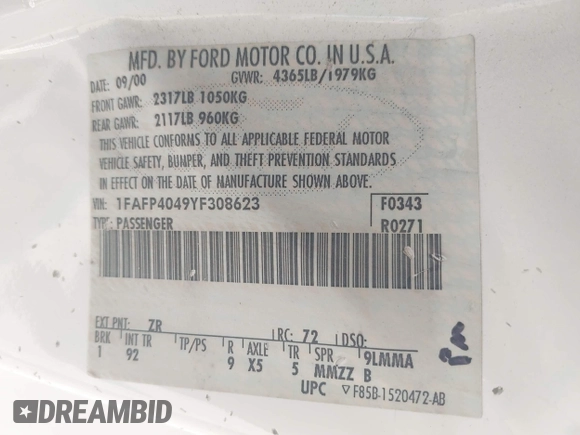 MFD. BY FORD MOTOR CO. IN U.S.A.
DATE: 09/00 GVWR: 4365LB/1979KG
FRONT GAWR: 2317LB 1050KG
REAR GAWR: 2117LB 960KG
THIS VEHICLE CONFORMS TO ALL APPLICABLE FEDERAL MOTOR
VEHICLE SAFETY, BUMPER, AND THEFT PREVENTION STANDARDS
IN EFFECT ON THE DATE OF MANUFACTURE SHOWN ABOVE.
VIN: 1FAFP4049YF308623 F0343
TYPE: PASSENGER R0271
EXT PNT: ZR RC: 72 DSO:
BRK INT TR TP/PS R AXLE TR SPR 9LMMA
1 92 9 X5 5 MMZZ B
UPC ▽F85B-1520472-AB
AUTOBIDCAR